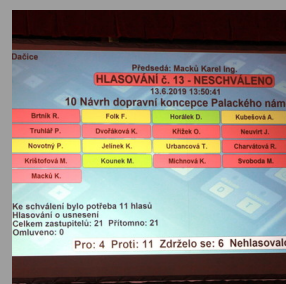 Dačice
Předsedá: Macků Karel Ing.
HLASOVÁNÍ č. 13 - NESCHVÁLENO
13.6.2019 13:50:41
10 Návrh dopravní koncepce Palackého nám
Brtník R. Folk F. Horálek D. Kubešová A.
Truhlář P. Dvořáková K. Křížek O. Neuvirt J.
Novotný P. Jelínek K. Urbancová T. Charvátová R.
Krištofová M. Kounek M. Michnová K. Svoboda M.
Macků K.
Ke schválení bylo potřeba 11 hlasů
Hlasování o usnesení
Celkem zastupitelů: 21 Přítomno: 21
Omluveno: 0
Pro: 4 Proti: 11 Zdrželo se: 6 Nehlasoval